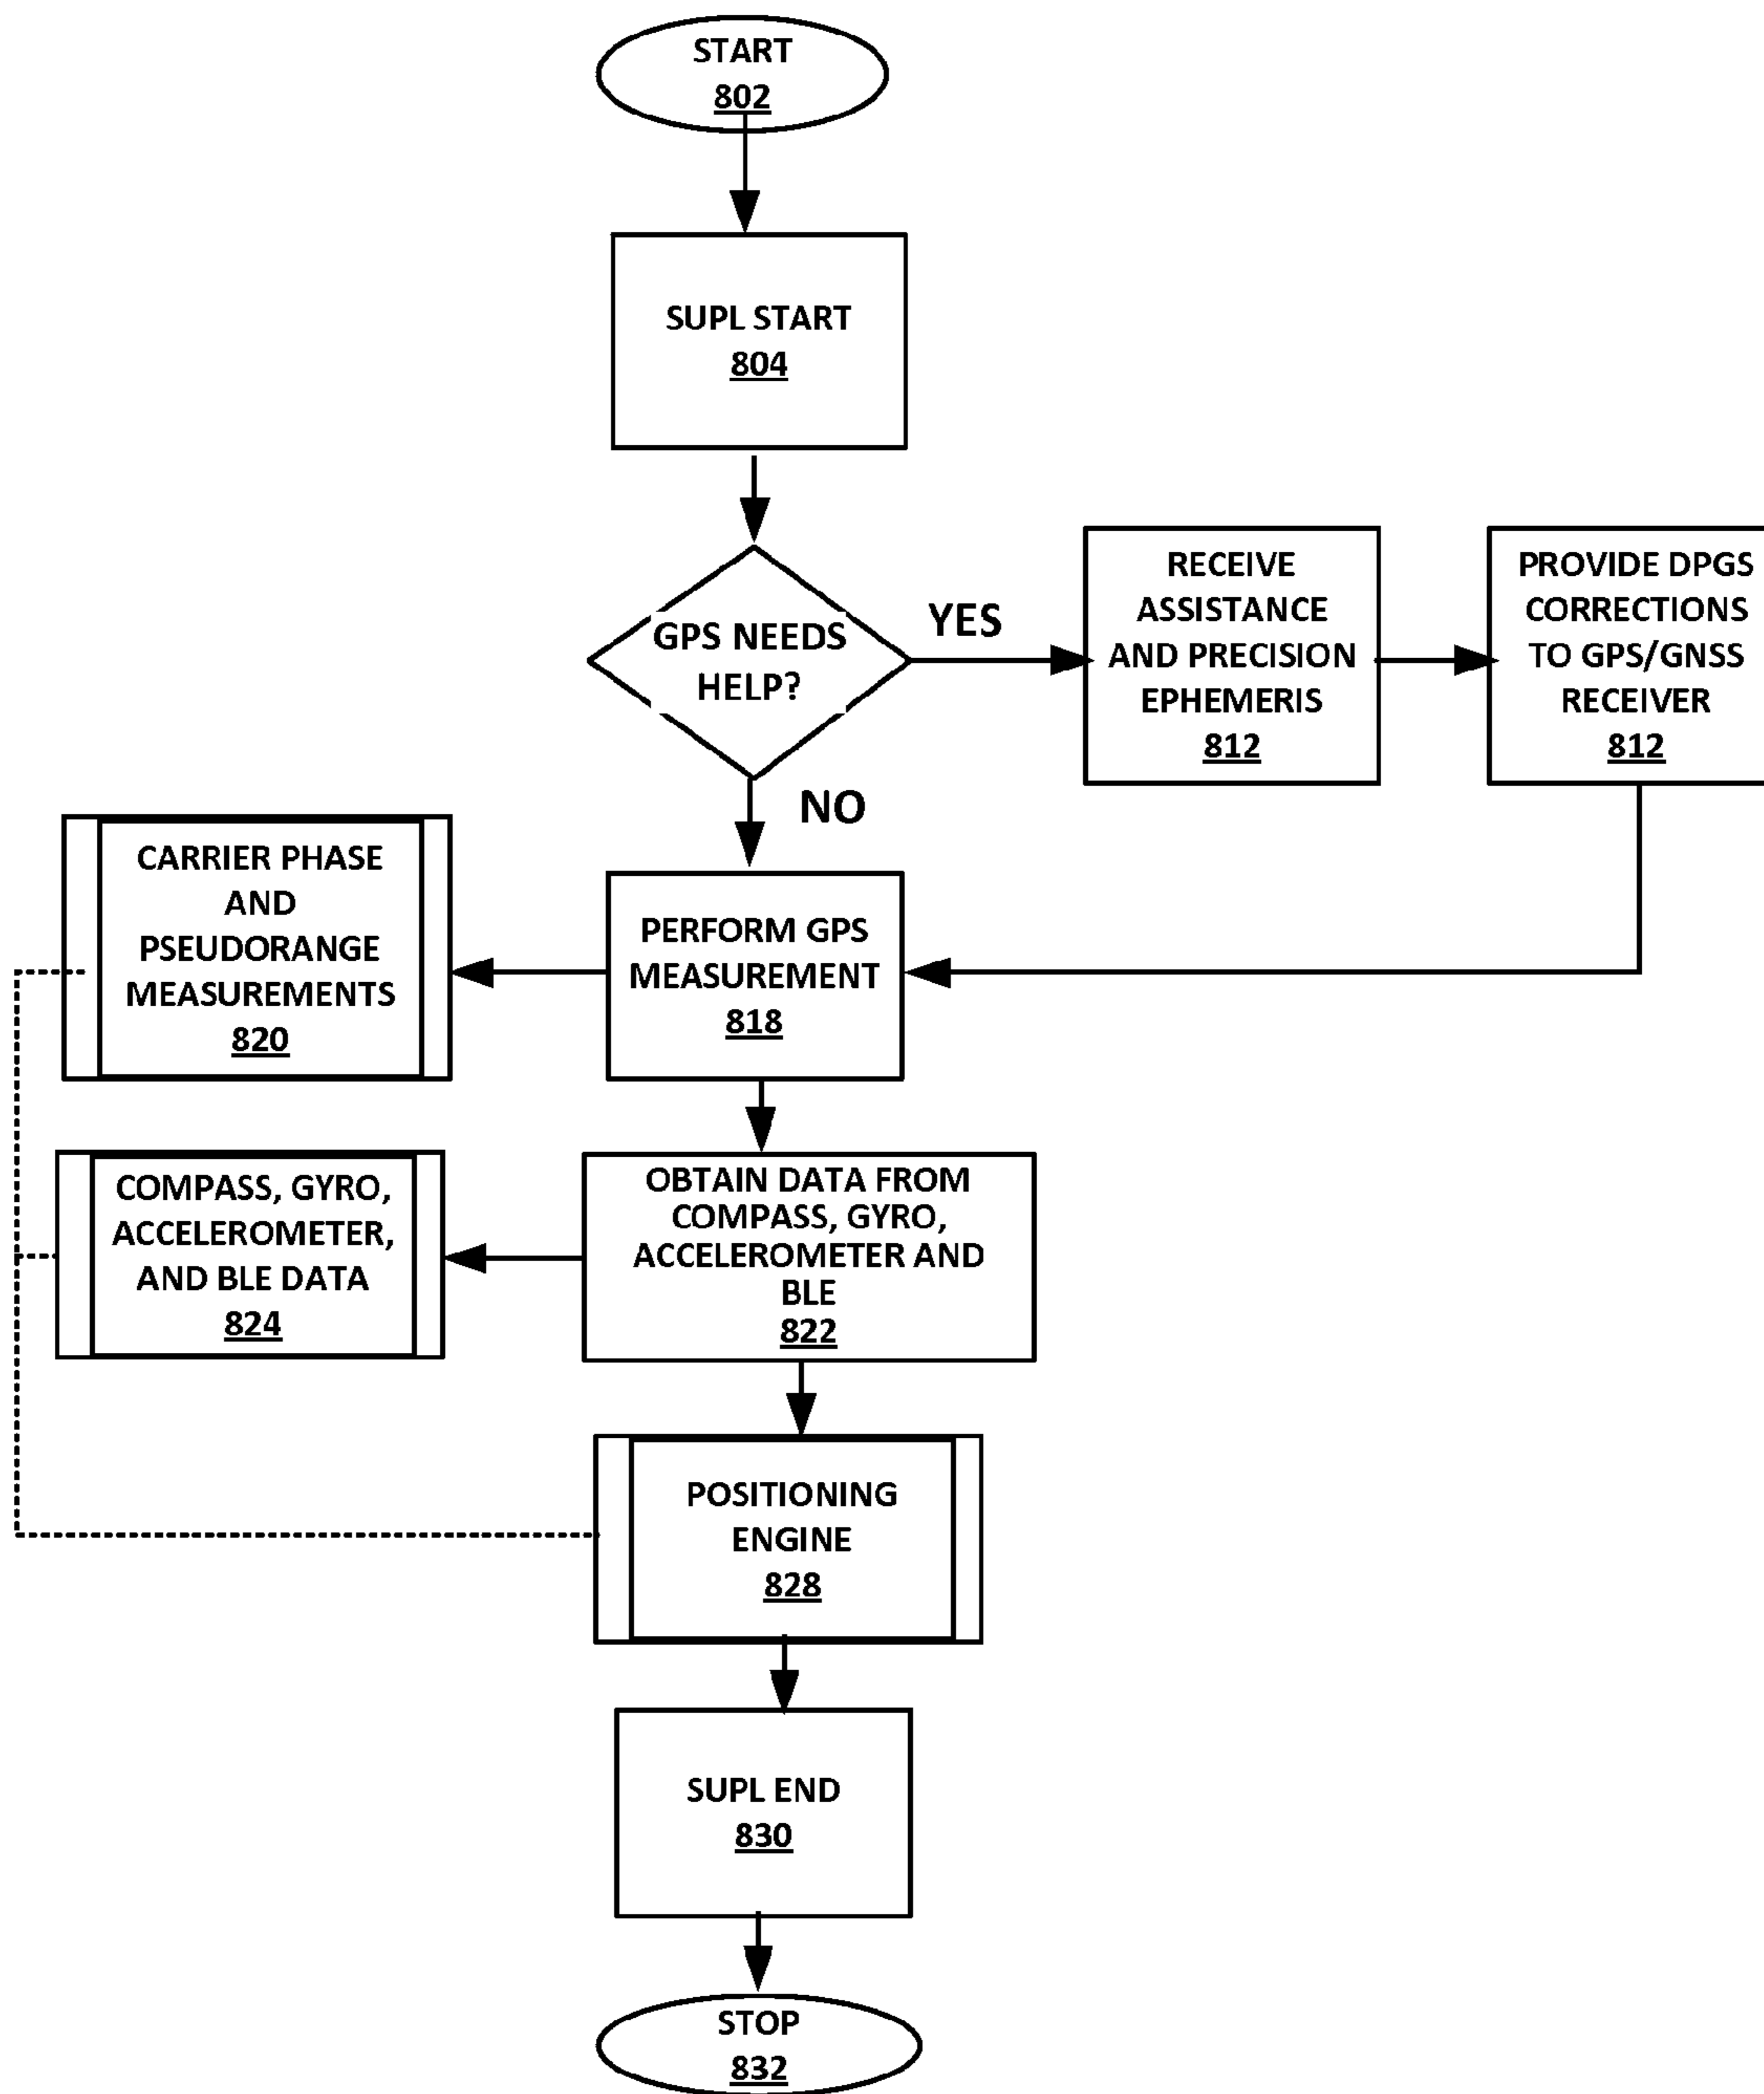 START
802
SUPL START
804
GPS NEEDS
HELP?
YES
RECEIVE
ASSISTANCE
AND PRECISION
EPHEMERIS
812
PROVIDE DPGS
CORRECTIONS
TO GPS/GNSS
RECEIVER
812
NO
CARRIER PHASE
AND
PSEUDORANGE
MEASUREMENTS
820
PERFORM GPS
MEASUREMENT
818
COMPASS, GYRO,
ACCELEROMETER,
AND BLE DATA
824
OBTAIN DATA FROM
COMPASS, GYRO,
ACCELEROMETER AND
BLE
822
POSITIONING
ENGINE
828
SUPL END
830
STOP
832